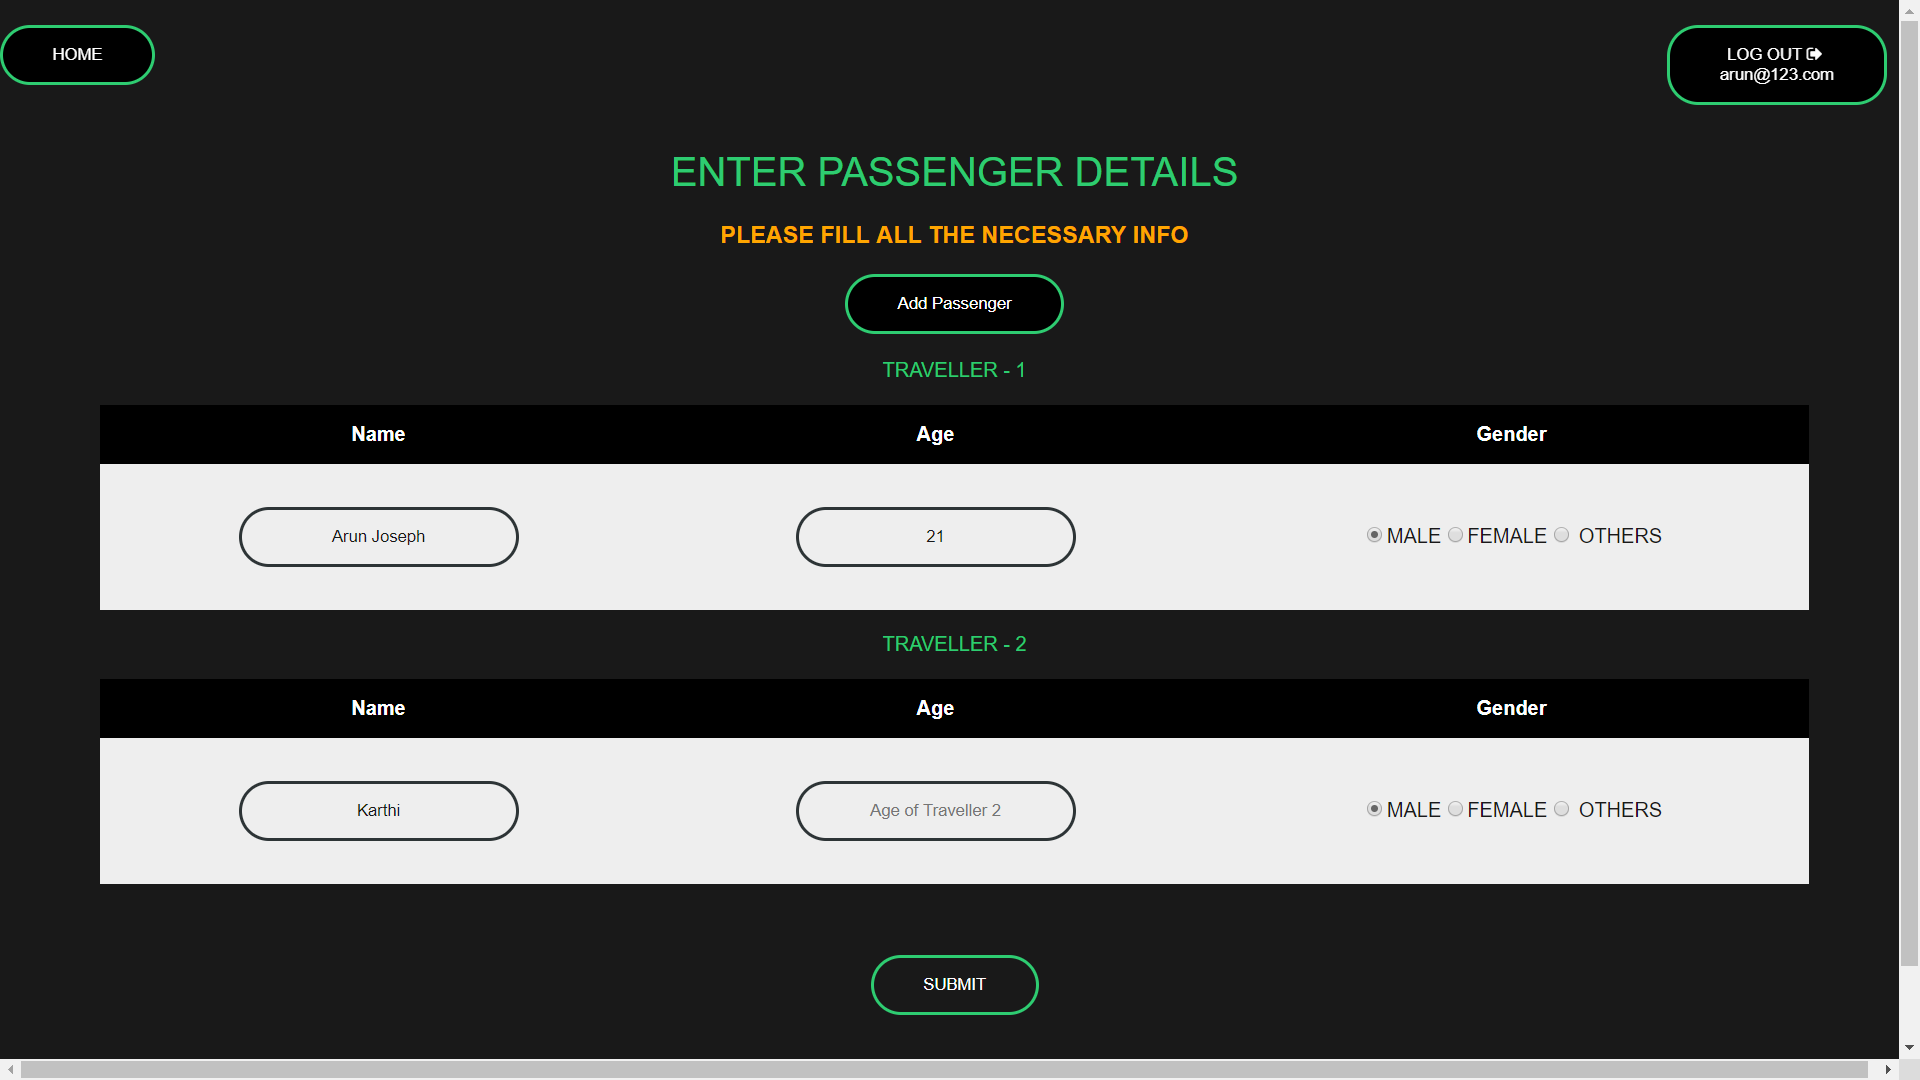 HOME
LOG OUT
arun@123.com
ENTER PASSENGER DETAILS
PLEASE FILL ALL THE NECESSARY INFO
Add Passenger
TRAVELLER - 1
Name Age Gender
Arun Joseph 21 MALE FEMALE OTHERS
TRAVELLER - 2
Name Age Gender
Karthi Age of Traveller 2 MALE FEMALE OTHERS
SUBMIT